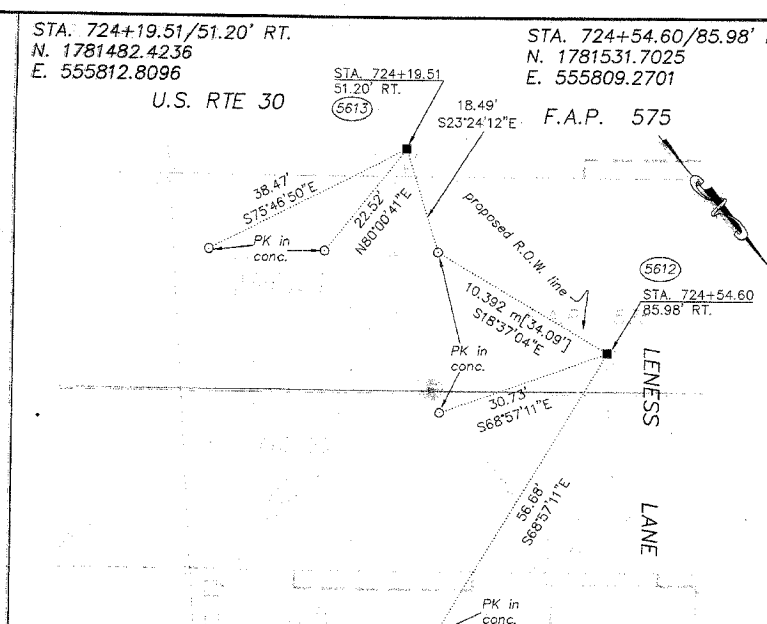 STA. 724+19.51/51.20' RT.
N. 1781482.4236
E. 555812.8096
STA. 724+54.60/85.98'
N. 1781531.7025
E. 555809.2701
U.S. RTE 30
F.A.P. 575
STA. 724+19.51
51.20' RT.
5613
18.49'
S23°24'12"E
38.47'
S75°46'50"E
22.52'
N80°00'41"E
PK in
conc.
proposed R.O.W. line
10.392 m[34.09']
S18°37'04"E
5612
STA. 724+54.60
85.98' RT.
PK in
conc.
30.73'
S68°57'11"E
LENESS LANE
56.68'
S68°57'11"E
PK in
conc.